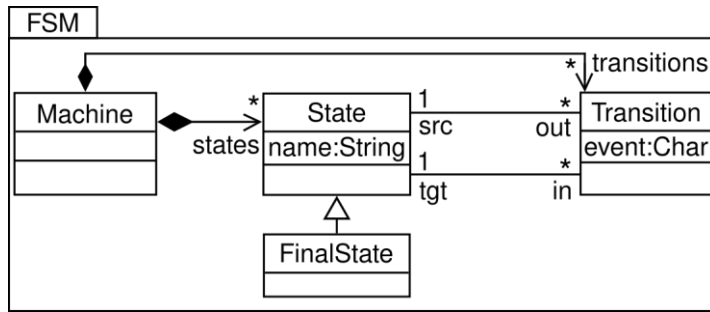 FSM
* transitions
Machine
*
states
State
name:String
1
src
*
out
Transition
event:Char
1
tgt
*
in
FinalState